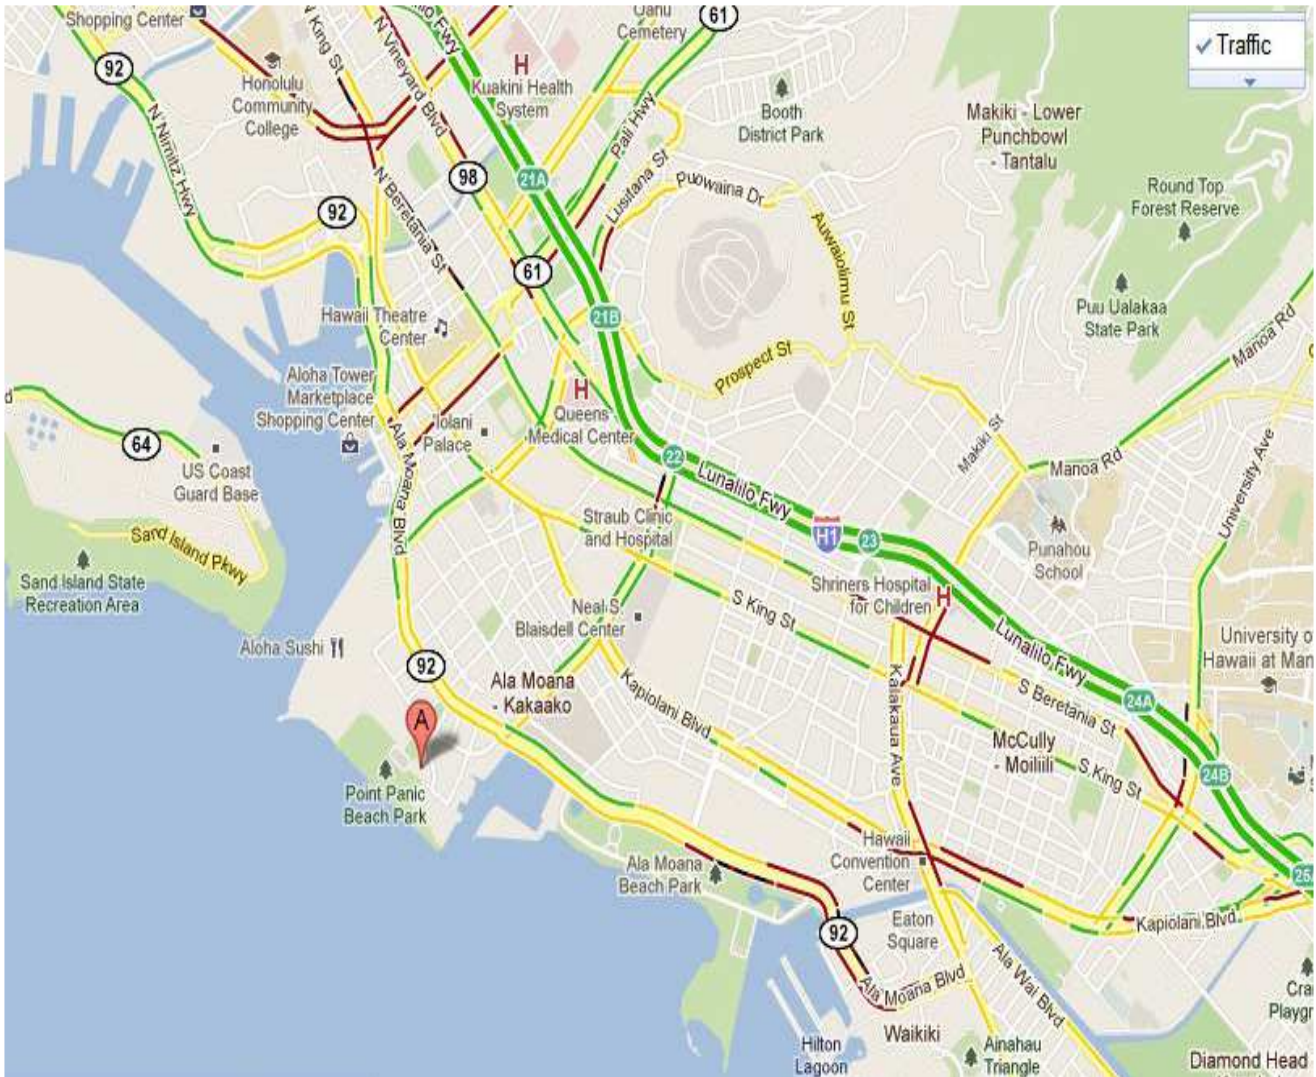 Shopping Center
92
N King St
N Vineyard Blvd
61
Oahu
Cemetery
Traffic
Honolulu
Community
College
H
Kuakini Health
System
Pali Hwy
Booth
District Park
Makiki - Lower
Punchbowl
- Tantalu
N Nimitz Hwy
98
21A
92
N Beretania St
Lusitana St
Puowaina Dr
Round Top
Forest Reserve
Auwaiolimu St
61
Hawaii Theatre
Center
21B
Puu Ualakaa
State Park
Manoa Rd
Prospect St
Aloha Tower
Marketplace
Shopping Center
H
Queens
Medical Center
Iolani
Palace
Makiki St
64
US Coast
Guard Base
Ala Moana Blvd
22
Lunalilo Fwy
Manoa Rd
University Ave
Sand Island Pkwy
Straub Clinic
and Hospital
H1
23
Punahou
School
Sand Island State
Recreation Area
Shriners Hospital
for Children
H
Neal S.
Blaisdell Center
S King St
Lunalilo Fwy
University o
Hawaii at Man
Aloha Sushi
92
Ala Moana
- Kakaako
Kapiolani Blvd
Kalakaua Ave
S Beretania St
24A
A
McCully
- Moiliili
S King St
24B
Point Panic
Beach Park
Ala Moana
Beach Park
Hawaii
Convention
Center
25A
92
Eaton
Square
Kapiolani Blvd
Ala Moana Blvd
Ala Wai Blvd
Waikiki
Hilton
Lagoon
Ainahau
Triangle
Diamond Head